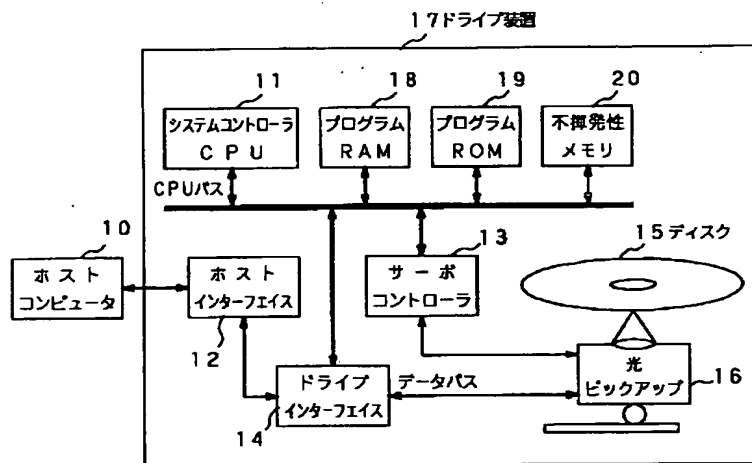 17ドライブ装置
11
システムコントローラ
CPU
18
プログラム
RAM
19
プログラム
ROM
20
不揮発性
メモリ
CPUバス
10
ホスト
コンピュータ
ホスト
インターフェイス
12
13
サーボ
コントローラ
15ディスク
ドライブ
インターフェイス
14
データバス
光
ピックアップ
16